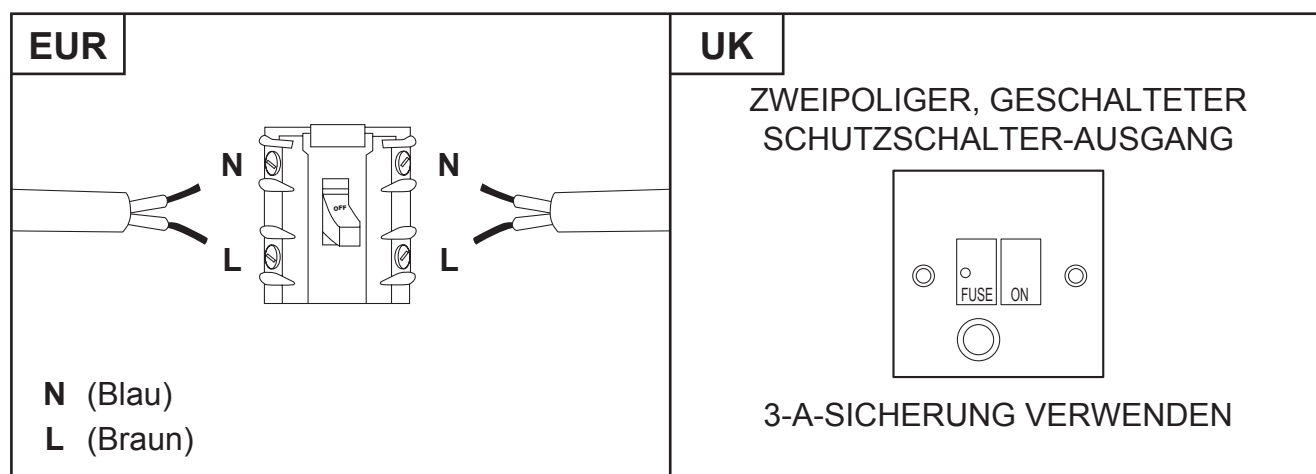 EUR
N
N
OFF
L
L
N (Blau)
L (Braun)
UK
ZWEIPOLIGER, GESCHALTETER
SCHUTZSCHALTER-AUSGANG
FUSE ON
3-A-SICHERUNG VERWENDEN